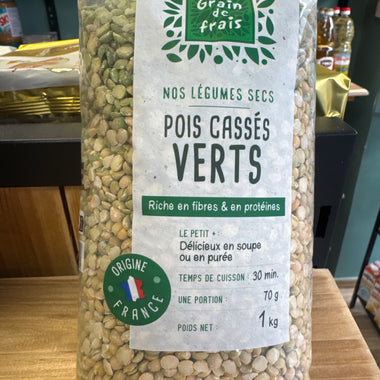 Grain de
frais
NOS LÉGUMES SECS
POIS CASSÉS
VERTS
Riche en fibres & en protéines
LE PETIT + :
Délicieux en soupe
ou en purée
TEMPS DE CUISSON : 30 min.
UNE PORTION : 70 g
POIDS NET : 1 kg
ORIGINE
FRANCE